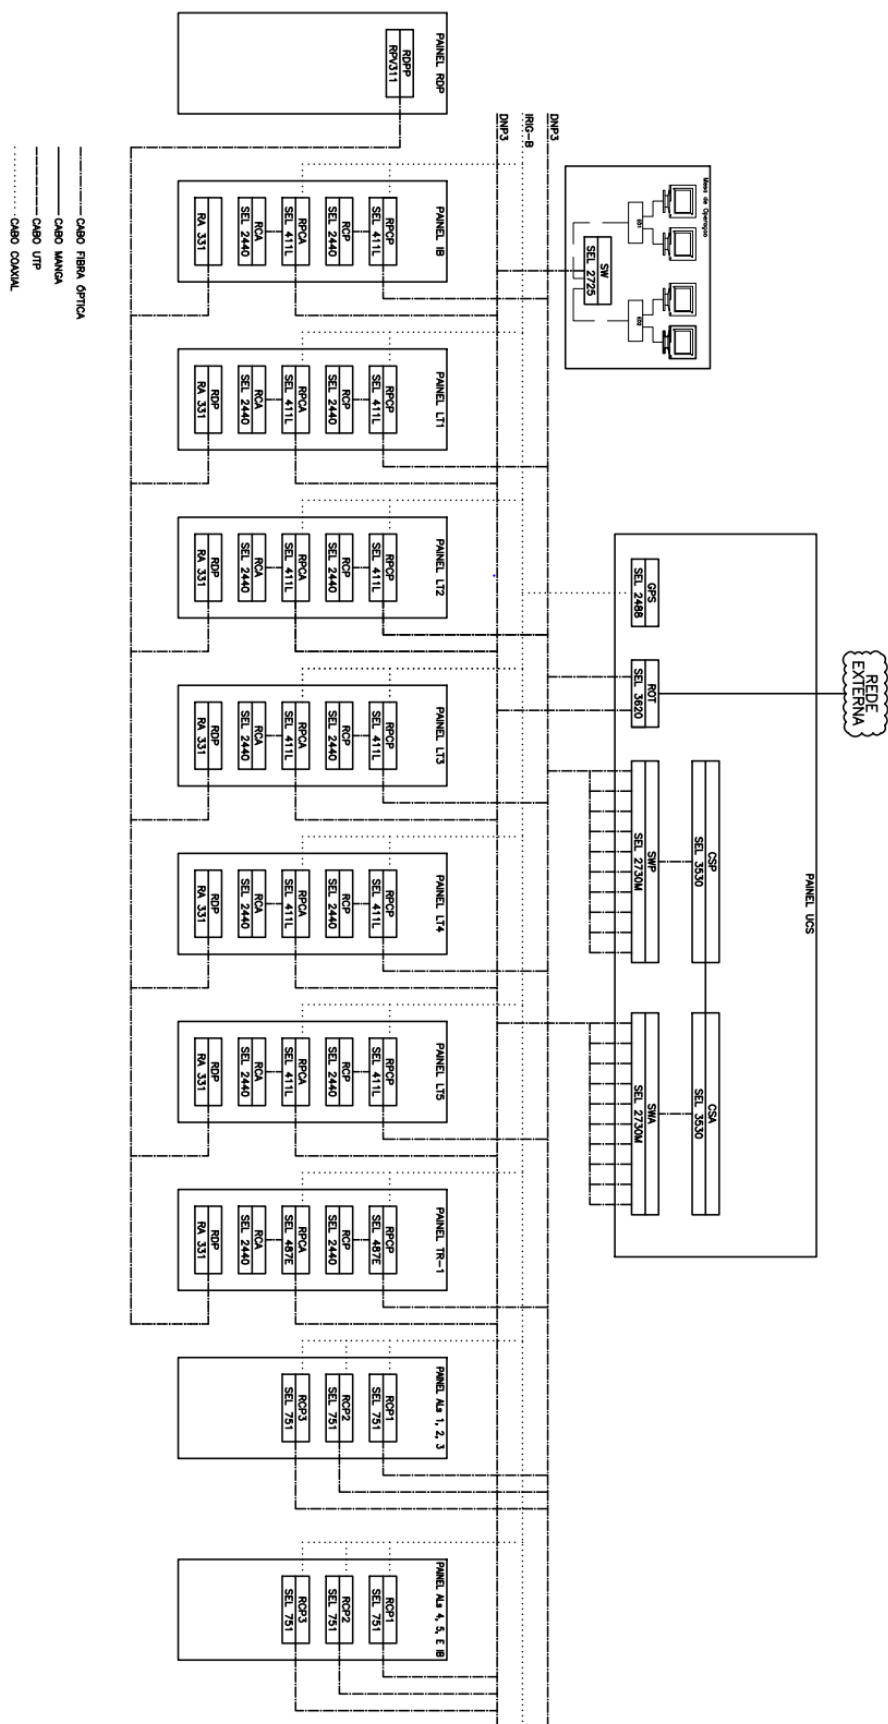 REDE
EXTERNA
PAINEL UCS
CSP
SEL 3530
CSA
SEL 3530
GPS
SEL 2488
ROT
SEL 3620
SWP
SEL 2730M
SWA
SEL 2730M
Mesa de Operaçao
SW
SEL 2725
DNP3
IRIG-B
DNP3
PAINEL RDP
RDPP
RPV311
PAINEL IB
RPCP
SEL 411L
RCP
SEL 2440
RPCA
SEL 411L
RCA
SEL 2440
RA 331
PAINEL LT1
RPCP
SEL 411L
RCP
SEL 2440
RPCA
SEL 411L
RCA
SEL 2440
RDP
RA 331
PAINEL LT2
RPCP
SEL 411L
RCP
SEL 2440
RPCA
SEL 411L
RCA
SEL 2440
RDP
RA 331
PAINEL LT3
RPCP
SEL 411L
RCP
SEL 2440
RPCA
SEL 411L
RCA
SEL 2440
RDP
RA 331
PAINEL LT4
RPCP
SEL 411L
RCP
SEL 2440
RPCA
SEL 411L
RCA
SEL 2440
RDP
RA 331
PAINEL LT5
RPCP
SEL 411L
RCP
SEL 2440
RPCA
SEL 411L
RCA
SEL 2440
RDP
RA 331
PAINEL TR-1
RPCP
SEL 487E
RCP
SEL 2440
RPCA
SEL 487E
RCA
SEL 2440
RDP
RA 331
PAINEL ALs 1, 2, 3
RCP1
SEL 751
RCP2
SEL 751
RCP3
SEL 751
PAINEL ALs 4, 5, E IB
RCP1
SEL 751
RCP2
SEL 751
RCP3
SEL 751
CABO FIBRA ÓPTICA
CABO MANGA
CABO UTP
CABO COAXIAL